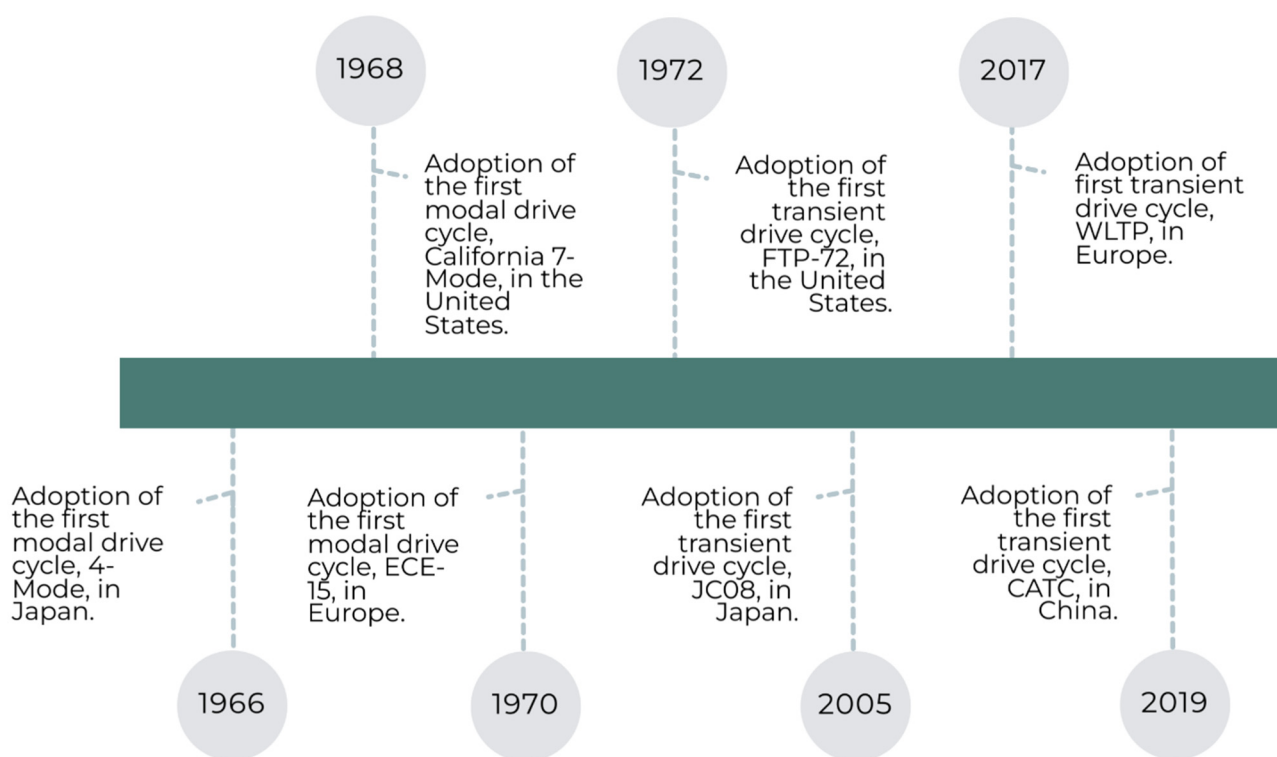 1968
1972
2017
Adoption of
the first
modal drive
cycle,
California 7-
Mode, in the
United
States.
Adoption of
the first
transient
drive cycle,
FTP-72, in
the United
States.
Adoption of
first transient
drive cycle,
WLTP, in
Europe.
Adoption of
the first
modal drive
cycle, 4-
Mode, in
Japan.
Adoption of
the first
modal drive
cycle, ECE-
15, in
Europe.
Adoption of
the first
transient
drive cycle,
JC08, in
Japan.
Adoption of
the first
transient
drive cycle,
CATC, in
China.
1966
1970
2005
2019